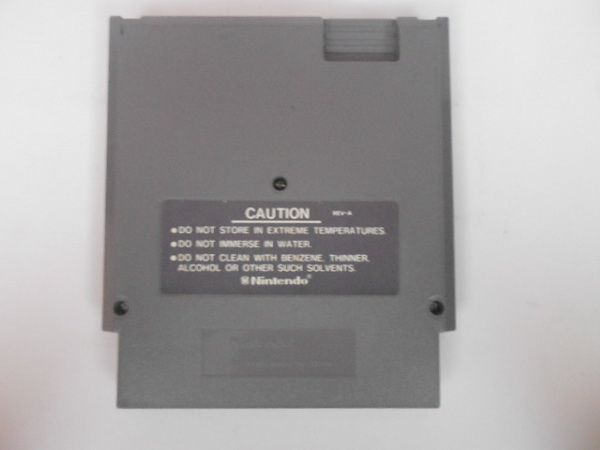 CAUTION REV-A
●DO NOT STORE IN EXTREME TEMPERATURES.
●DO NOT IMMERSE IN WATER.
●DO NOT CLEAN WITH BENZENE, THINNER,
ALCOHOL OR OTHER SUCH SOLVENTS.
Nintendo®